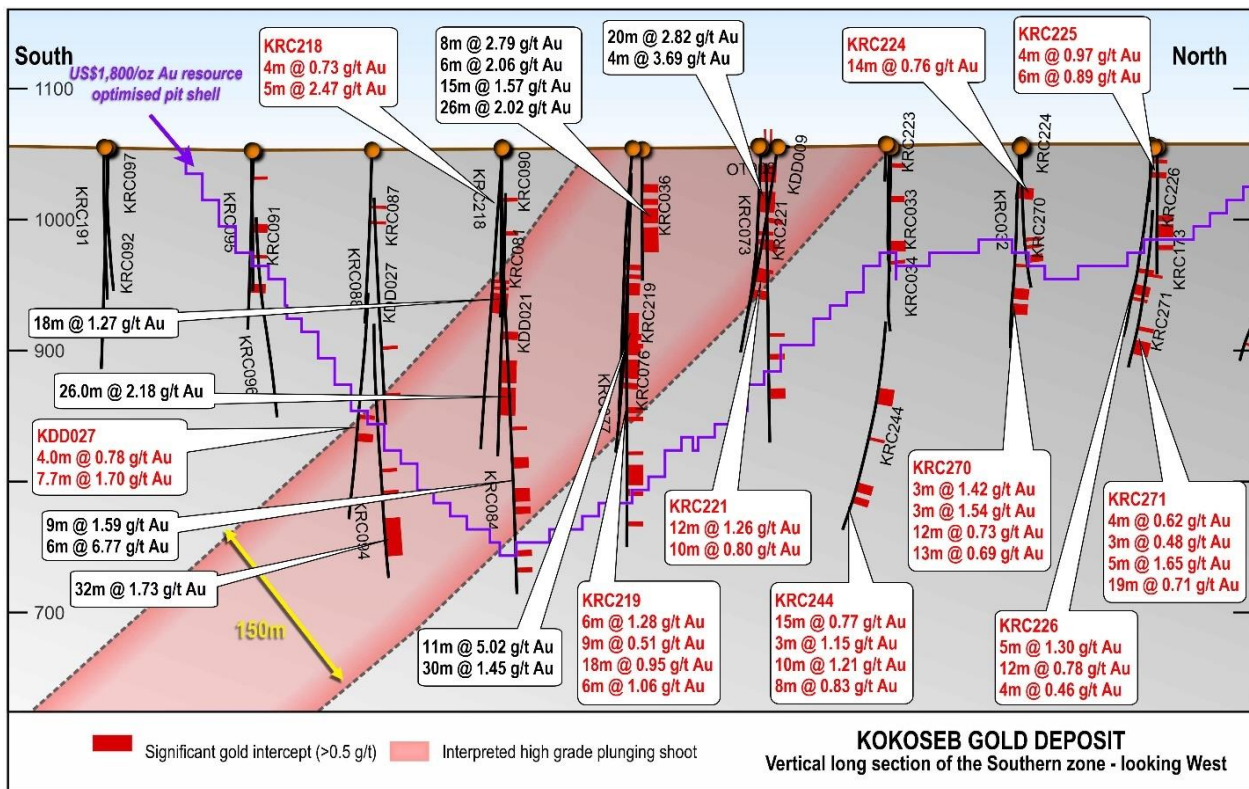 South
North
US$1,800/oz Au resource
optimised pit shell
1100
1000
900
700
KRC218
4m @ 0.73 g/t Au
5m @ 2.47 g/t Au
8m @ 2.79 g/t Au
6m @ 2.06 g/t Au
15m @ 1.57 g/t Au
26m @ 2.02 g/t Au
20m @ 2.82 g/t Au
4m @ 3.69 g/t Au
KRC224
14m @ 0.76 g/t Au
KRC225
4m @ 0.97 g/t Au
6m @ 0.89 g/t Au
KRC191
KRC097
KRC092
KRC095
KRC091
KRC096
KRC087
KRC088
KDD027
KRC094
KRC218
KRC090
KRC081
KDD021
KRC084
KRC036
KRC219
KRC076
KRC077
KDD009
KRC073
KRC221
KRC223
KRC033
KRC034
KRC244
KRC224
KRC032
KRC270
KRC226
KRC173
KRC271
18m @ 1.27 g/t Au
26.0m @ 2.18 g/t Au
KDD027
4.0m @ 0.78 g/t Au
7.7m @ 1.70 g/t Au
9m @ 1.59 g/t Au
6m @ 6.77 g/t Au
32m @ 1.73 g/t Au
150m
11m @ 5.02 g/t Au
30m @ 1.45 g/t Au
KRC219
6m @ 1.28 g/t Au
9m @ 0.51 g/t Au
18m @ 0.95 g/t Au
6m @ 1.06 g/t Au
KRC221
12m @ 1.26 g/t Au
10m @ 0.80 g/t Au
KRC244
15m @ 0.77 g/t Au
3m @ 1.15 g/t Au
10m @ 1.21 g/t Au
8m @ 0.83 g/t Au
KRC270
3m @ 1.42 g/t Au
3m @ 1.54 g/t Au
12m @ 0.73 g/t Au
13m @ 0.69 g/t Au
KRC271
4m @ 0.62 g/t Au
3m @ 0.48 g/t Au
5m @ 1.65 g/t Au
19m @ 0.71 g/t Au
KRC226
5m @ 1.30 g/t Au
12m @ 0.78 g/t Au
4m @ 0.46 g/t Au
Significant gold intercept (>0.5 g/t)
Interpreted high grade plunging shoot
KOKOSEB GOLD DEPOSIT
Vertical long section of the Southern zone - looking West